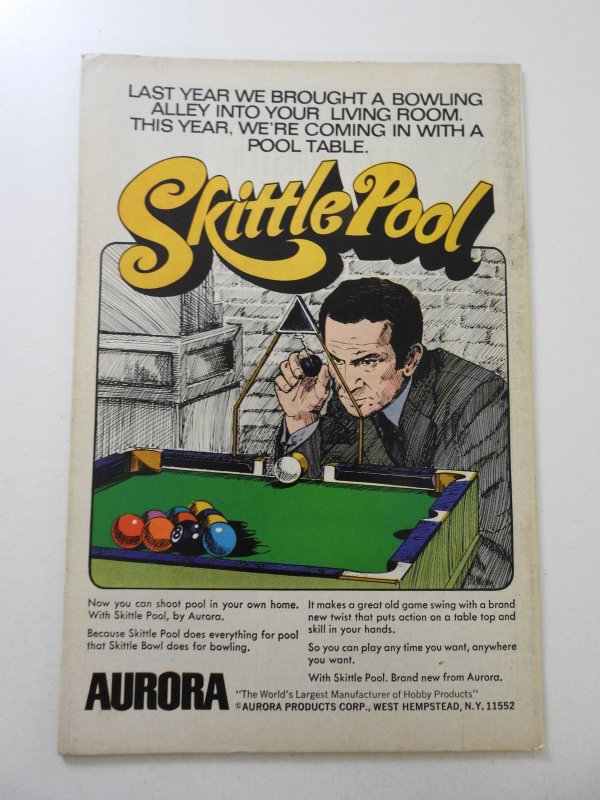 LAST YEAR WE BROUGHT A BOWLING
ALLEY INTO YOUR LIVING ROOM.
THIS YEAR, WE'RE COMING IN WITH A
POOL TABLE.
Skittle Pool
8
Now you can shoot pool in your own home.
With Skittle Pool, by Aurora.
Because Skittle Pool does everything for pool
that Skittle Bowl does for bowling.
It makes a great old game swing with a brand
new twist that puts action on a table top and
skill in your hands.
So you can play any time you want, anywhere
you want.
With Skittle Pool. Brand new from Aurora.
AURORA
"The World's Largest Manufacturer of Hobby Products"
©AURORA PRODUCTS CORP., WEST HEMPSTEAD, N.Y. 11552